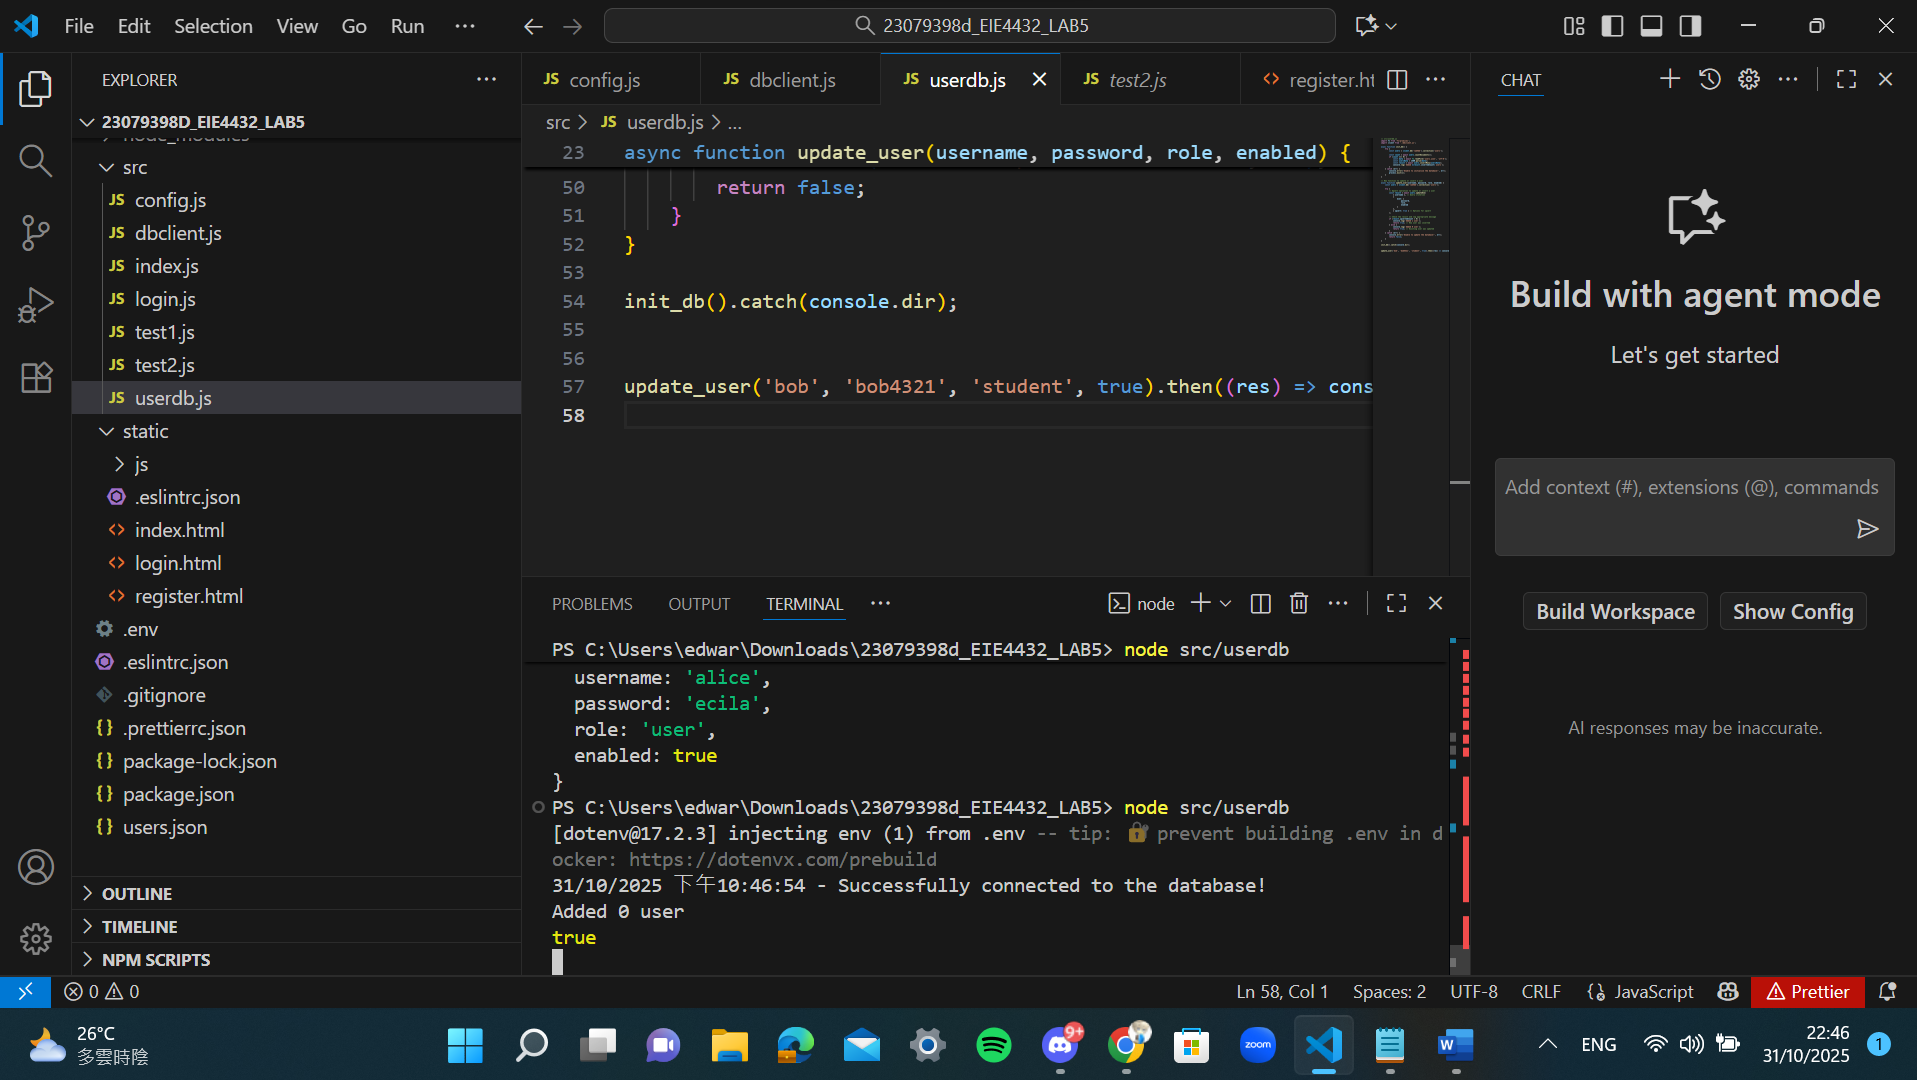 File Edit Selection View Go Run ...
23079398d_EIE4432_LAB5
EXPLORER
23079398D_EIE4432_LAB5
node_modules
src
JS config.js
JS dbclient.js
JS index.js
JS login.js
JS test1.js
JS test2.js
JS userdb.js
static
js
.eslintrc.json
<> index.html
<> login.html
<> register.html
.env
.eslintrc.json
.gitignore
{} .prettierrc.json
{} package-lock.json
{} package.json
{} users.json
OUTLINE
TIMELINE
NPM SCRIPTS
JS config.js
JS dbclient.js
JS userdb.js
JS test2.js
<> register.ht
src > JS userdb.js > ...
23 async function update_user(username, password, role, enabled) {
50 return false;
51 }
52 }
53
54 init_db().catch(console.dir);
55
56
57 update_user('bob', 'bob4321', 'student', true).then((res) => cons
58
PROBLEMS OUTPUT TERMINAL ...
node
PS C:\Users\edwar\Downloads\23079398d_EIE4432_LAB5> node src/userdb
username: 'alice',
password: 'ecila',
role: 'user',
enabled: true
}
PS C:\Users\edwar\Downloads\23079398d_EIE4432_LAB5> node src/userdb
[dotenv@17.2.3] injecting env (1) from .env -- tip: 🔐 prevent building .env in d
ocker: https://dotenvx.com/prebuild
31/10/2025 下午10:46:54 - Successfully connected to the database!
Added 0 user
true
CHAT
Build with agent mode
Let's get started
Add context (#), extensions (@), commands
Build Workspace
Show Config
AI responses may be inaccurate.
0 0
Ln 58, Col 1
Spaces: 2
UTF-8
CRLF
JavaScript
Prettier
26°C
多雲時陰
9+
zoom
W
ENG
22:46
31/10/2025
1